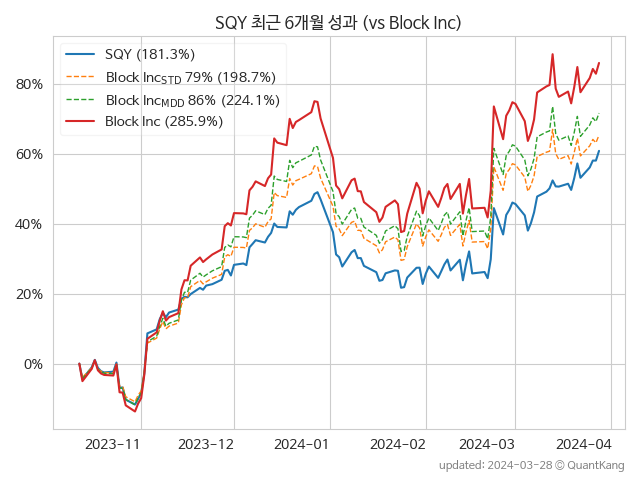 SQY 최근 6개월 성과 (vs Block Inc)
SQY (181.3%)
Block Inc_STD 79% (198.7%)
Block Inc_MDD 86% (224.1%)
Block Inc (285.9%)
80%
60%
40%
20%
0%
2023-11
2023-12
2024-01
2024-02
2024-03
2024-04
updated: 2024-03-28 © QuantKang